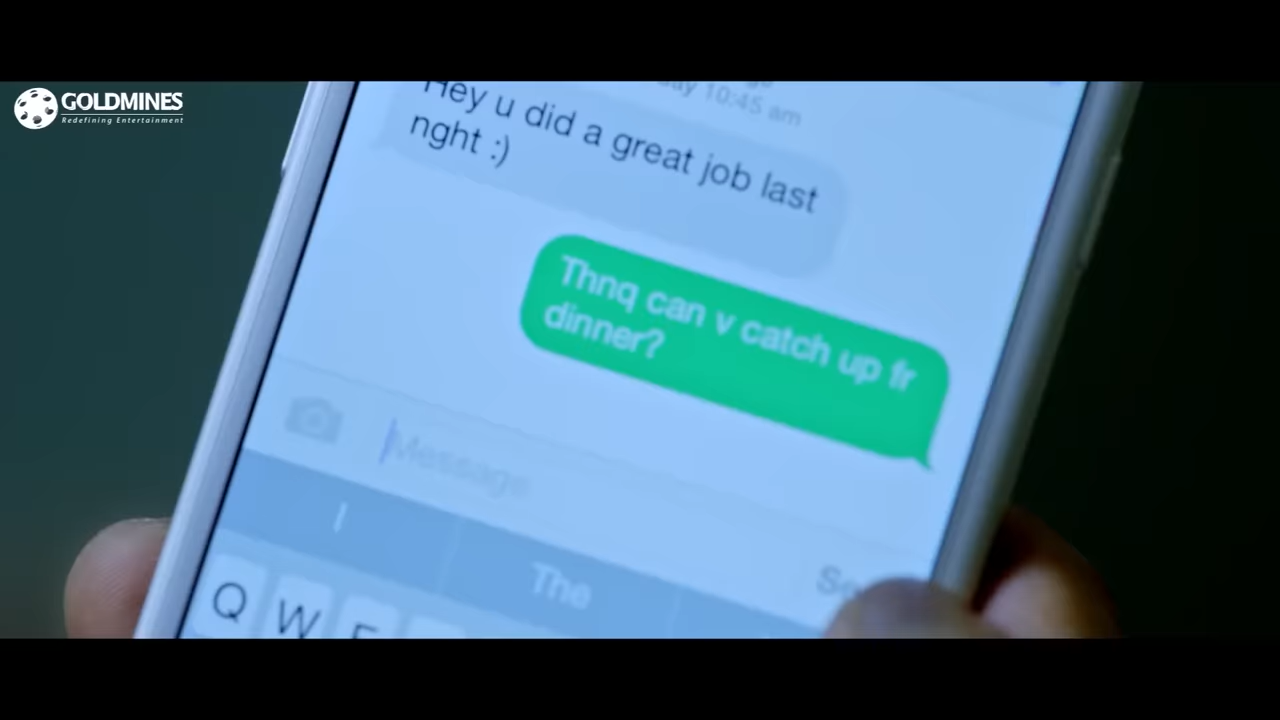 GOLDMINES
Redefining Entertainment
10:45 am
Hey u did a great job last
nght :)
Thnq can v catch up fr
dinner?
Message
I
The
Q W